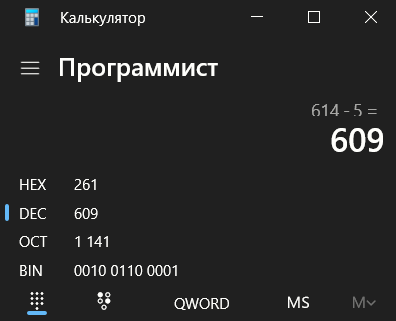 Калькулятор
Программист
614 - 5 =
609
HEX 261
DEC 609
OCT 1 141
BIN 0010 0110 0001
QWORD MS M